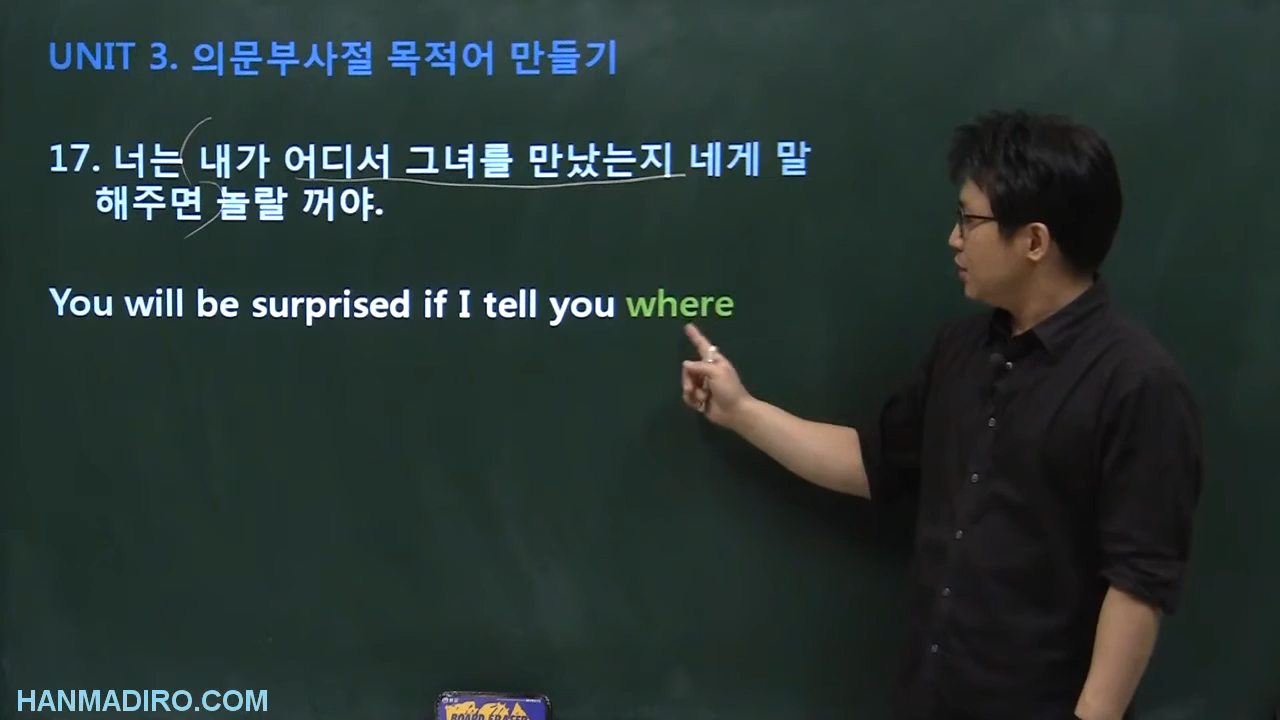 UNIT 3. 의문부사절 목적어 만들기
17. 너는 내가 어디서 그녀를 만났는지 네게 말
해주면 놀랄 꺼야.
You will be surprised if I tell you where
HANMADIRO.COM
BOARD ERASER